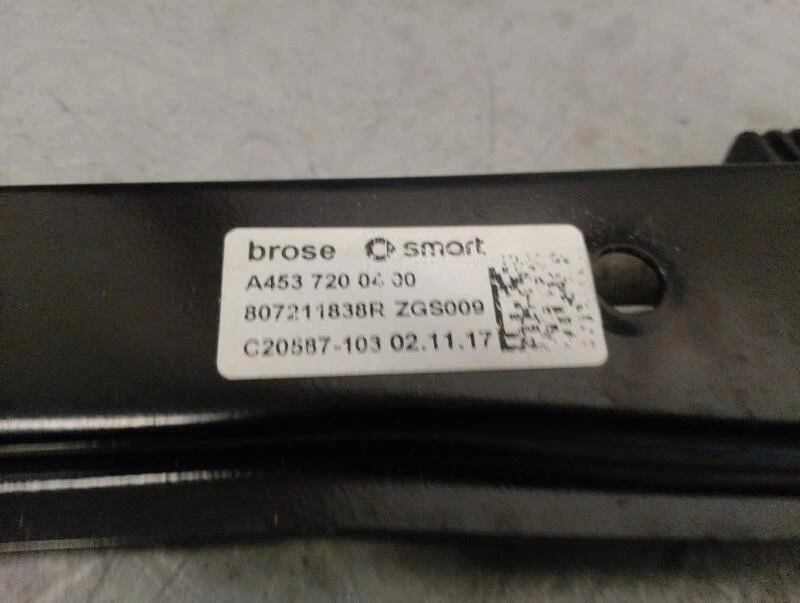 brose smart
A453 720 04 00
807211838R ZGS009
C20587-103 02.11.17